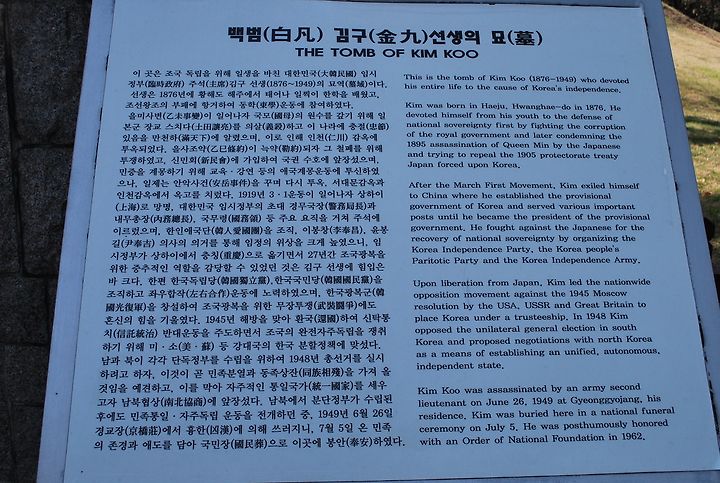 백범(白凡) 김구(金九)선생의 묘(墓)
THE TOMB OF KIM KOO
이 곳은 조국 독립을 위해 일생을 바친 대한민국(大韓民國) 임시
정부(臨時政府) 주석(主席)김구 선생(1876~1949)의 묘역(墓域)이다.
선생은 1876년에 황해도 해주에서 태어나 일찍이 한학을 배웠고,
조선왕조의 부패에 항거하여 동학(東學)운동에 참여하였다.
을미사변(乙未事變)이 일어나자 국모(國母)의 원수를 갚기 위해 일
본군 장교 스치다(土田讓亮)를 의살(義殺)하고 이 나라에 충절(忠節)
있음을 만천하(滿天下)에 알렸으며, 이로 인해 인천(仁川) 감옥에
투옥되었다. 을사조약(乙巳條約)이 늑약(勒約)되자 그 철폐를 위해
투쟁하였고, 신민회(新民會)에 가입하여 국권 수호에 앞장섰으며,
민중을 계몽하기 위해 교육·강연 등의 애국계몽운동에 투신하였
으나, 일제는 안악사건(安岳事件)을 꾸며 다시 투옥, 서대문감옥과
인천감옥에서 옥고를 치렀다. 1919년 3·1운동이 일어나자 상하이
(上海)로 망명, 대한민국 임시정부의 초대 경무국장(警務局長)과
내무총장(內務總長), 국무령(國務領) 등 주요 요직을 거쳐 주석에
이르렀으며, 한인애국단(韓人愛國團)을 조직, 이봉창(李奉昌), 윤봉
길(尹奉吉) 의사의 의거를 통해 임정의 위상을 크게 높였으니, 임
시정부가 상하이에서 충칭(重慶)으로 옮기면서 27년간 조국광복을
위한 중추적인 역할을 감당할 수 있었던 것은 김구 선생에 힘입은
바 크다. 한편 한국독립당(韓國獨立黨),한국국민당(韓國國民黨)을
조직하고 좌우합작(左右合作)운동에 노력하였으며, 한국광복군(韓
國光復軍)을 창설하여 조국광복을 위한 무장투쟁(武裝鬪爭)에도
혼신의 힘을 기울였다. 1945년 해방을 맞아 환국(還國)하여 신탁통
치(信託統治) 반대운동을 주도하면서 조국의 완전자주독립을 쟁취
하기 위해 미·소(美·蘇) 등 강대국의 한국 분할정책에 맞섰다.
남과 북이 각각 단독정부를 수립을 위하여 1948년 총선거를 실시
하려고 하자, 이것이 곧 민족분열과 동족상잔(同族相殘)을 가져 올
것임을 예견하고, 이를 막아 자주적인 통일국가(統一國家)를 세우
고자 남북협상(南北協商)에 앞장섰다. 남북에서 분단정부가 수립된
후에도 민족통일·자주독립 운동을 전개하던 중, 1949년 6월 26일
경교장(京橋莊)에서 흉한(凶漢)에 의해 쓰러지니, 7월 5일 온 민족
의 존경과 애도를 담아 국민장(國民葬)으로 이곳에 봉안(奉安)하였다.
This is the tomb of Kim Koo (1876~1949) who devoted
his entire life to the cause of Korea's independence.
Kim was born in Haeju, Hwanghae-do in 1876. He
devoted himself from his youth to the defense of
national sovereignty first by fighting the corruption
of the royal government and later condemning the
1895 assassination of Queen Min by the Japanese
and trying to repeal the 1905 protectorate treaty
Japan forced upon Korea.
After the March First Movement, Kim exiled himself
to China where he established the provisional
government of Korea and served various important
posts until he became the president of the provisional
government. He fought against the Japanese for the
recovery of national sovereignty by organizing the
Korea Independence Party, the Korea people's
Paritotic Party and the Korea Independence Army.
Upon liberation from Japan, Kim led the nationwide
opposition movement against the 1945 Moscow
resolution by the USA, USSR and Great Britain to
place Korea under a trusteeship. In 1948 Kim
opposed the unilateral general election in south
Korea and proposed negotiations with north Korea
as a means of establishing an unified, autonomous,
independent state.
Kim Koo was assassinated by an army second
lieutenant on June 26, 1949 at Gyeonggyojang, his
residence. Kim was buried here in a national funeral
ceremony on July 5. He was posthumously honored
with an Order of National Foundation in 1962.